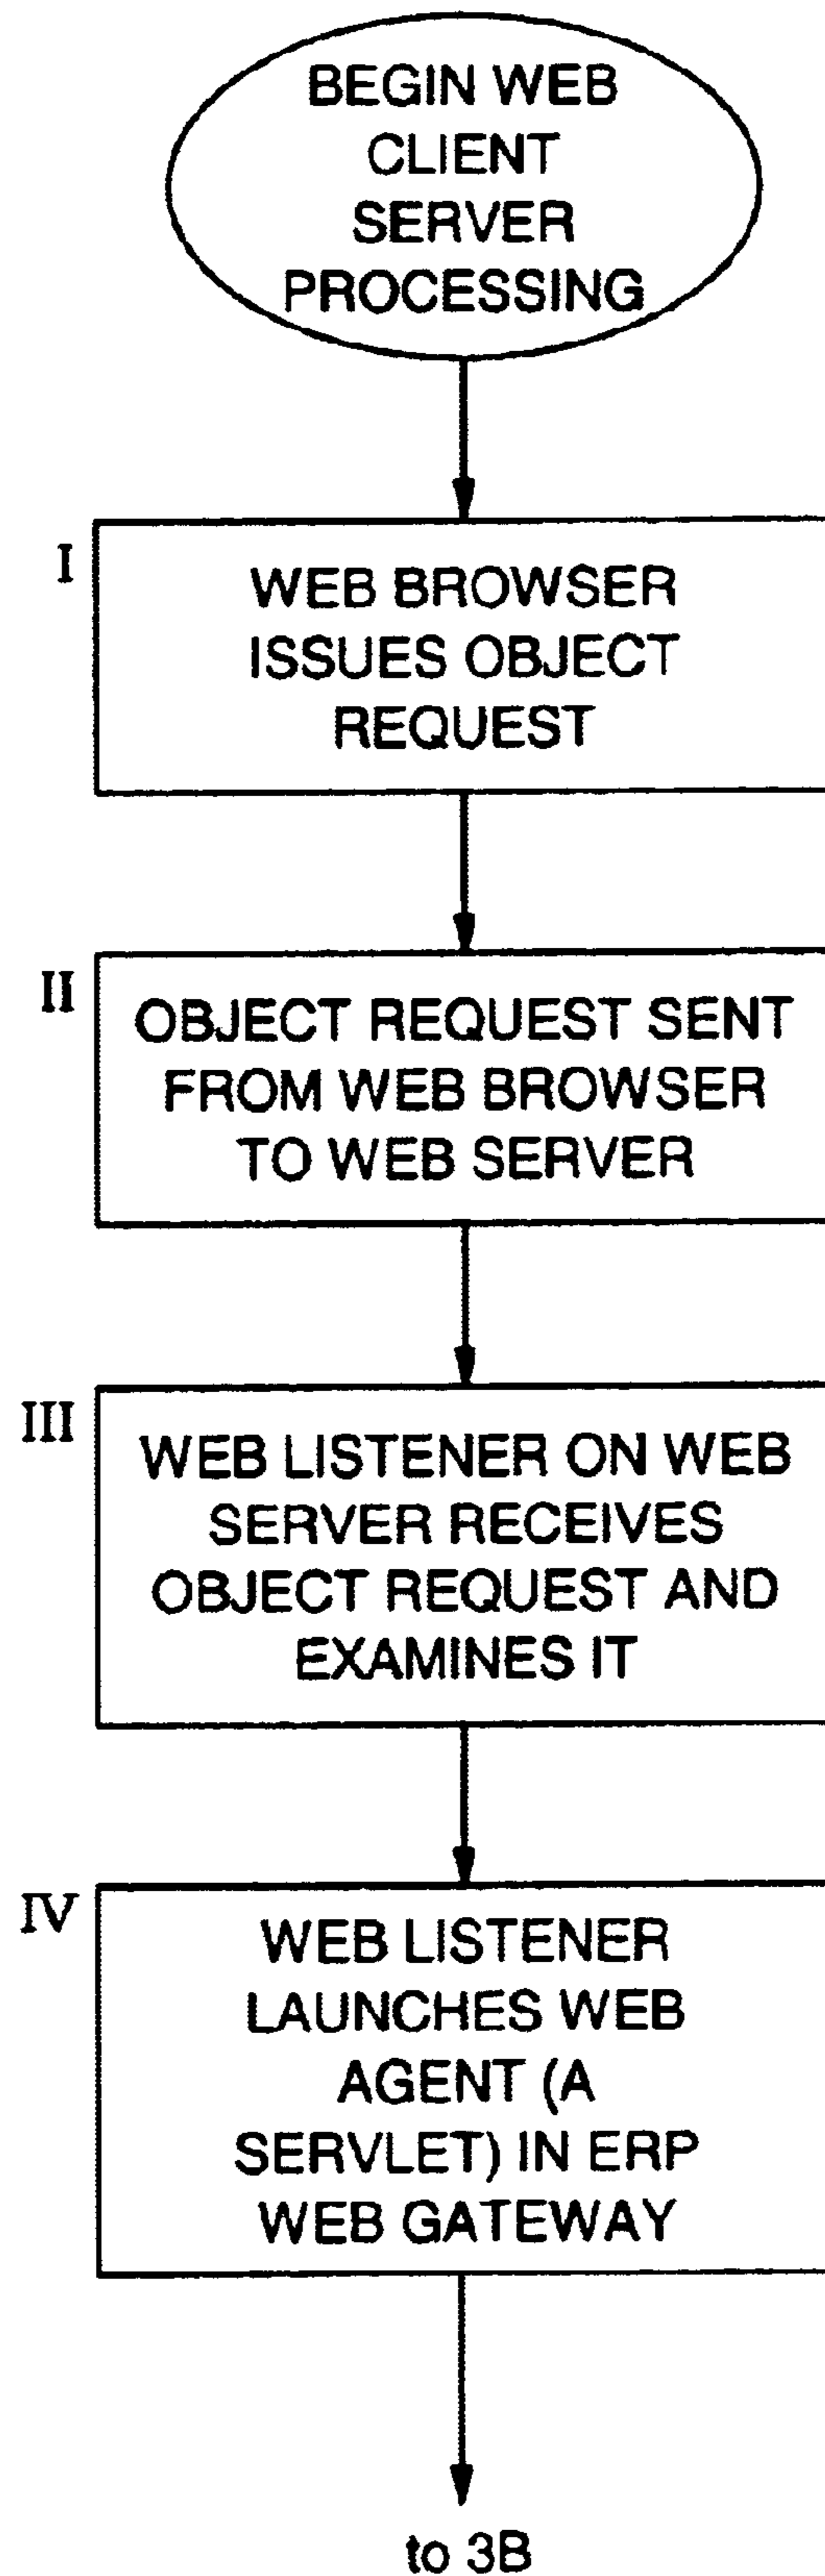 BEGIN WEB
CLIENT
SERVER
PROCESSING
I
WEB BROWSER
ISSUES OBJECT
REQUEST
II
OBJECT REQUEST SENT
FROM WEB BROWSER
TO WEB SERVER
III
WEB LISTENER ON WEB
SERVER RECEIVES
OBJECT REQUEST AND
EXAMINES IT
IV
WEB LISTENER
LAUNCHES WEB
AGENT (A
SERVLET) IN ERP
WEB GATEWAY
to 3B